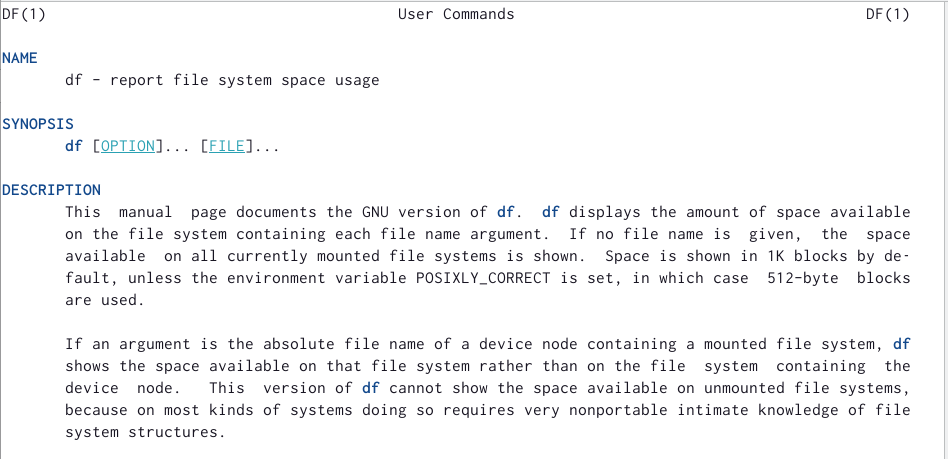 DF(1) User Commands DF(1)
NAME
df - report file system space usage
SYNOPSIS
df [OPTION]... [FILE]...
DESCRIPTION
This manual page documents the GNU version of df. df displays the amount of space available
on the file system containing each file name argument. If no file name is given, the space
available on all currently mounted file systems is shown. Space is shown in 1K blocks by de-
fault, unless the environment variable POSIXLY_CORRECT is set, in which case 512-byte blocks
are used.
If an argument is the absolute file name of a device node containing a mounted file system, df
shows the space available on that file system rather than on the file system containing the
device node. This version of df cannot show the space available on unmounted file systems,
because on most kinds of systems doing so requires very nonportable intimate knowledge of file
system structures.